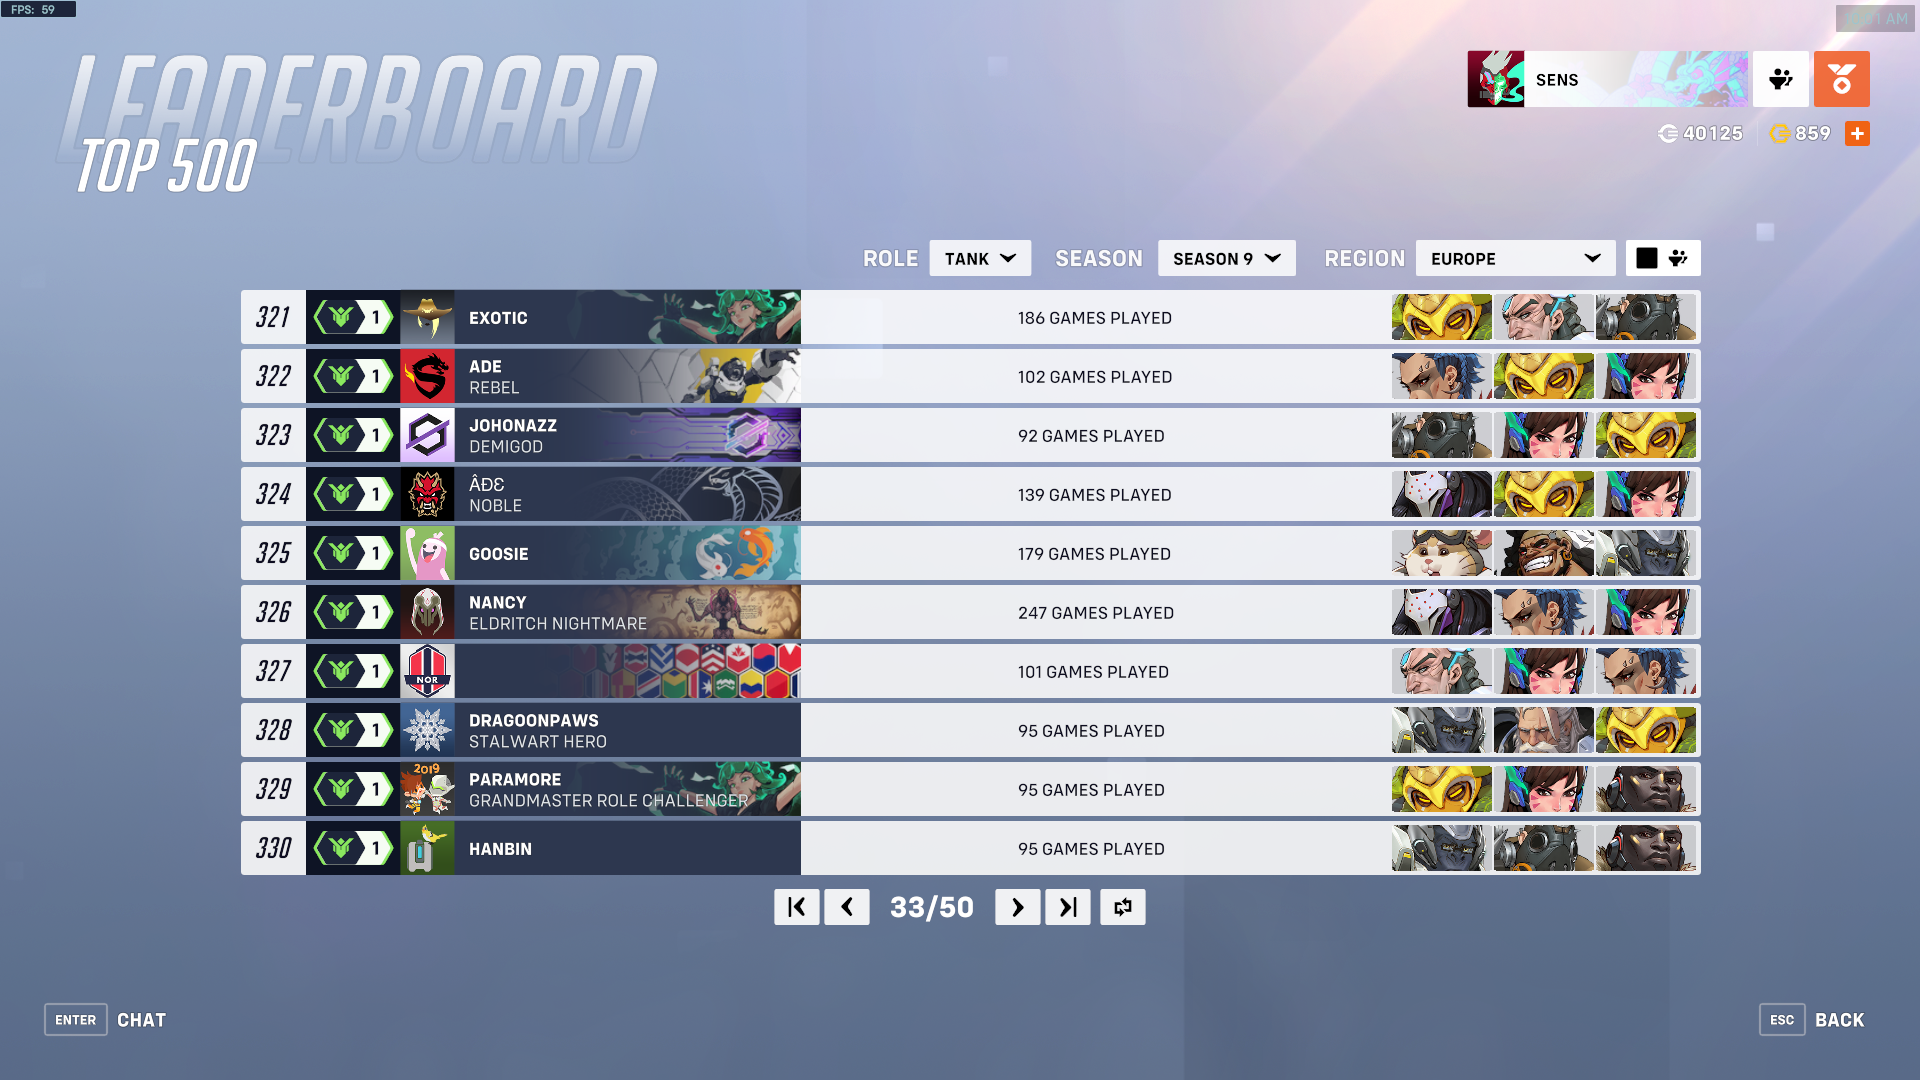 FPS: 59
AM
LEADERBOARD
TOP 500
SENS
40125
859
ROLE
TANK
SEASON
SEASON 9
REGION
EUROPE
321
1
EXOTIC
186 GAMES PLAYED
322
1
ADE
REBEL
102 GAMES PLAYED
323
1
JOHONAZZ
DEMIGOD
92 GAMES PLAYED
324
1
ÂÐƐ
NOBLE
139 GAMES PLAYED
325
1
GOOSIE
179 GAMES PLAYED
326
1
NANCY
ELDRITCH NIGHTMARE
247 GAMES PLAYED
327
1
NOR
101 GAMES PLAYED
328
1
DRAGOONPAWS
STALWART HERO
95 GAMES PLAYED
329
1
2019
PARAMORE
GRANDMASTER ROLE CHALLENGER
95 GAMES PLAYED
330
1
HANBIN
95 GAMES PLAYED
33/50
ENTER
CHAT
ESC
BACK